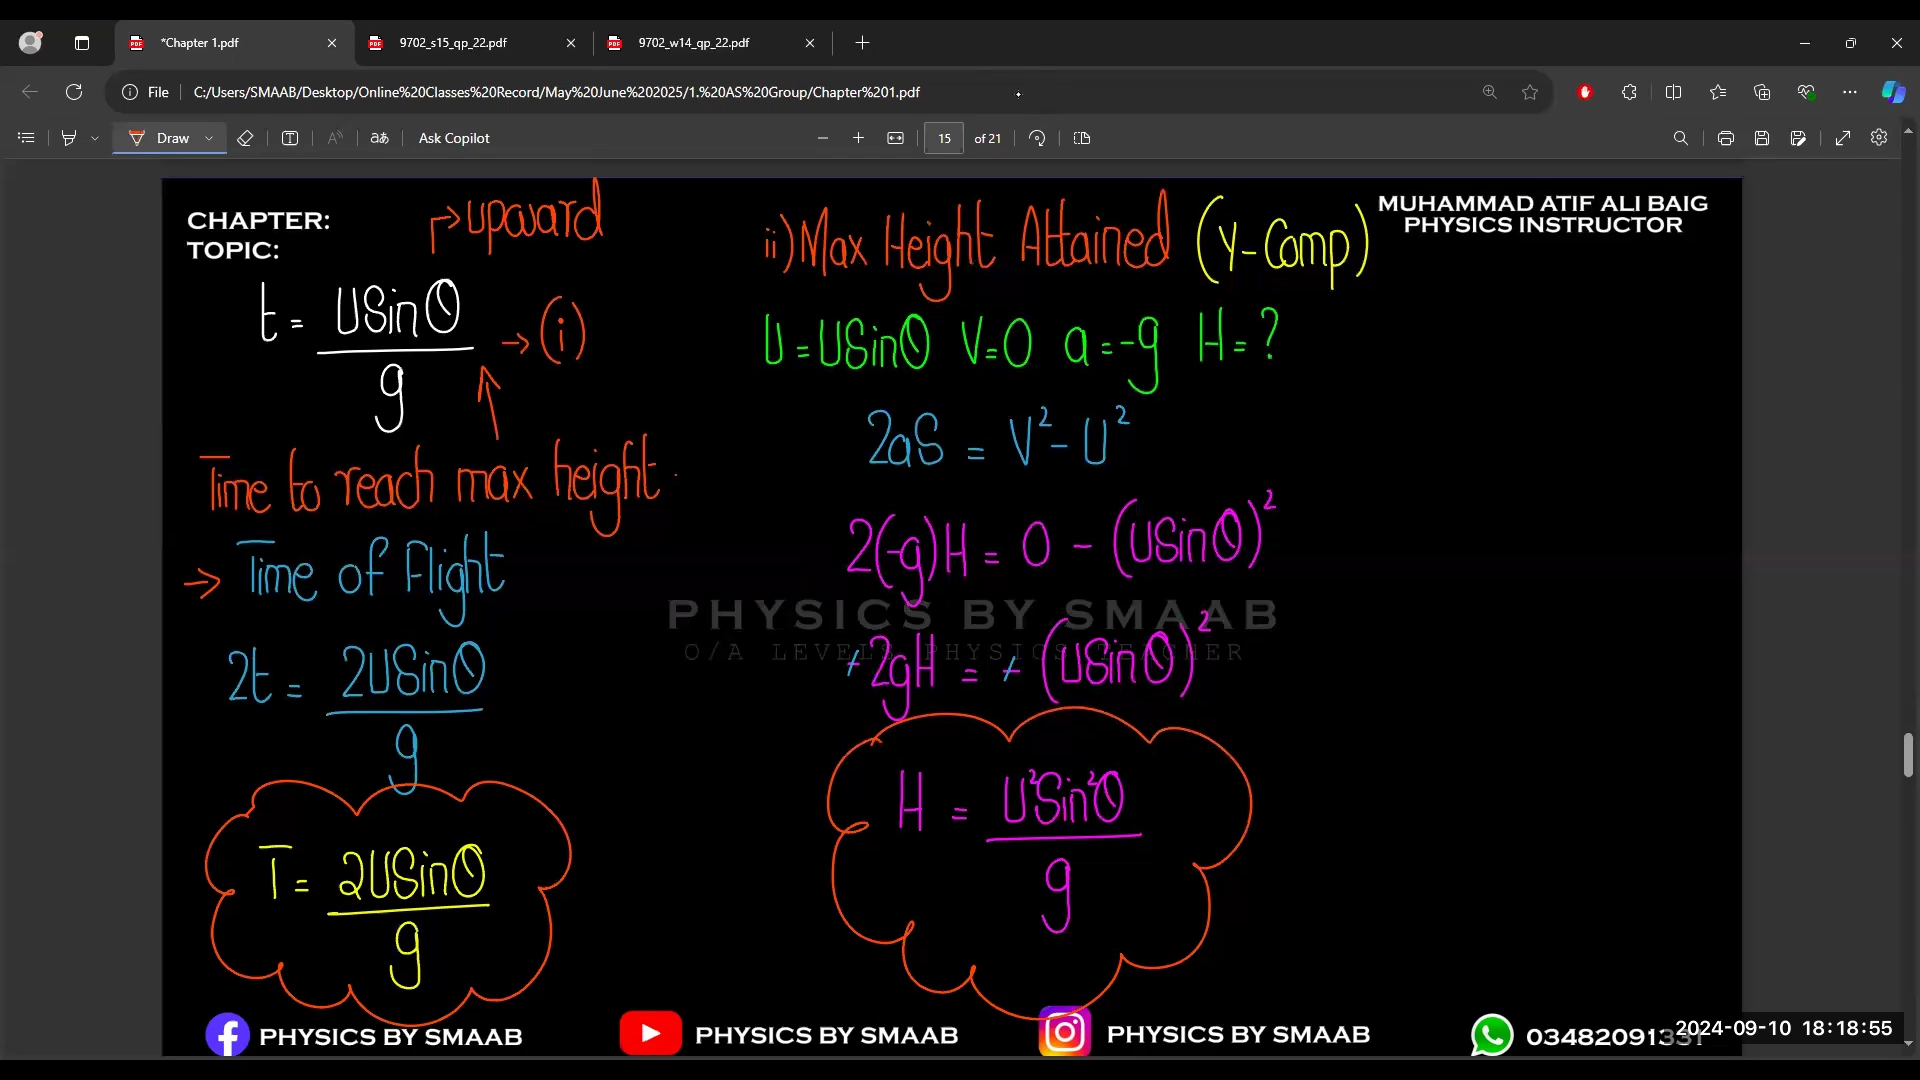 *Chapter 1.pdf
9702_s15_qp_22.pdf
9702_w14_qp_22.pdf
File
C:/Users/SMAAB/Desktop/Online%20Classes%20Record/May%20June%202025/1.%20AS%20Group/Chapter%201.pdf
Draw
Ask Copilot
15 of 21
CHAPTER:
TOPIC:
→ upward
t = USinθ / g → (i)
Time to reach max height.
→ Time of Flight
2t = 2USinθ / g
T = 2USinθ / g
ii) Max Height Attained (Y-Comp)
U = USinθ V=0 a=-g H=?
2aS = V² - U²
2(-g)H = 0 - (USinθ)²
-2gH = - (USinθ)²
H = U²Sin²θ / g
MUHAMMAD ATIF ALI BAIG
PHYSICS INSTRUCTOR
PHYSICS BY SMAAB
O/A LEVELS PHYSICS TEACHER
PHYSICS BY SMAAB
PHYSICS BY SMAAB
PHYSICS BY SMAAB
2024-09-10 18:18:55